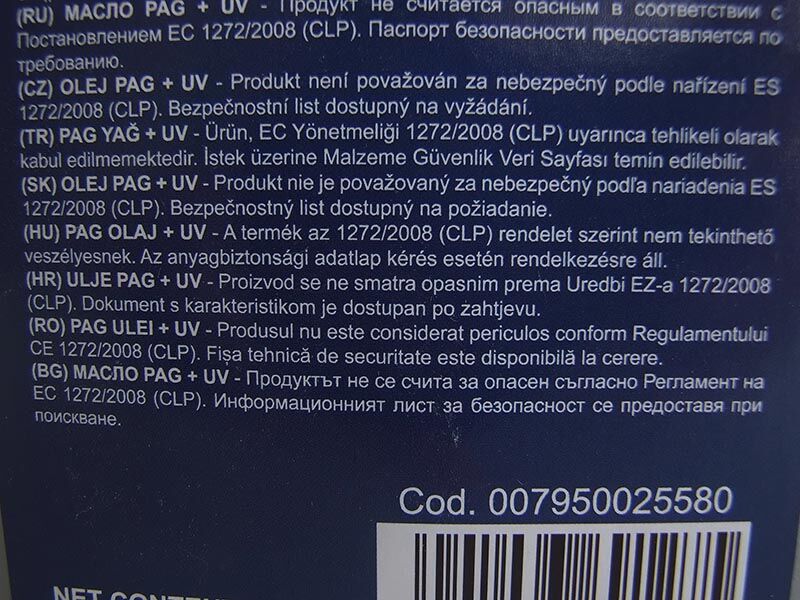 (RU) МАСЛО PAG + UV - Продукт не считается опасным в соответствии с
Постановлением ЕС 1272/2008 (CLP). Паспорт безопасности предоставляется по
требованию.
(CZ) OLEJ PAG + UV - Produkt není považován za nebezpečný podle nařízení ES
1272/2008 (CLP). Bezpečnostní list dostupný na vyžádání.
(TR) PAG YAĞ + UV - Ürün, EC Yönetmeliği 1272/2008 (CLP) uyarınca tehlikeli olarak
kabul edilmemektedir. İstek üzerine Malzeme Güvenlik Veri Sayfası temin edilebilir.
(SK) OLEJ PAG + UV - Produkt nie je považovaný za nebezpečný podľa nariadenia ES
1272/2008 (CLP). Bezpečnostný list dostupný na požiadanie.
(HU) PAG OLAJ + UV - A termék az 1272/2008 (CLP) rendelet szerint nem tekinthető
veszélyesnek. Az anyagbiztonsági adatlap kérés esetén rendelkezésre áll.
(HR) ULJE PAG + UV - Proizvod se ne smatra opasnim prema Uredbi EZ-a 1272/2008
(CLP). Dokument s karakteristikom je dostupan po zahtjevu.
(RO) PAG ULEI + UV - Produsul nu este considerat periculos conform Regulamentului
CE 1272/2008 (CLP). Fișa tehnică de securitate este disponibilă la cerere.
(BG) МАСЛО PAG + UV - Продуктът не се счита за опасен съгласно Регламент на
ЕС 1272/2008 (CLP). Информационният лист за безопасност се предоставя при
поискване.
Cod. 007950025580
NET